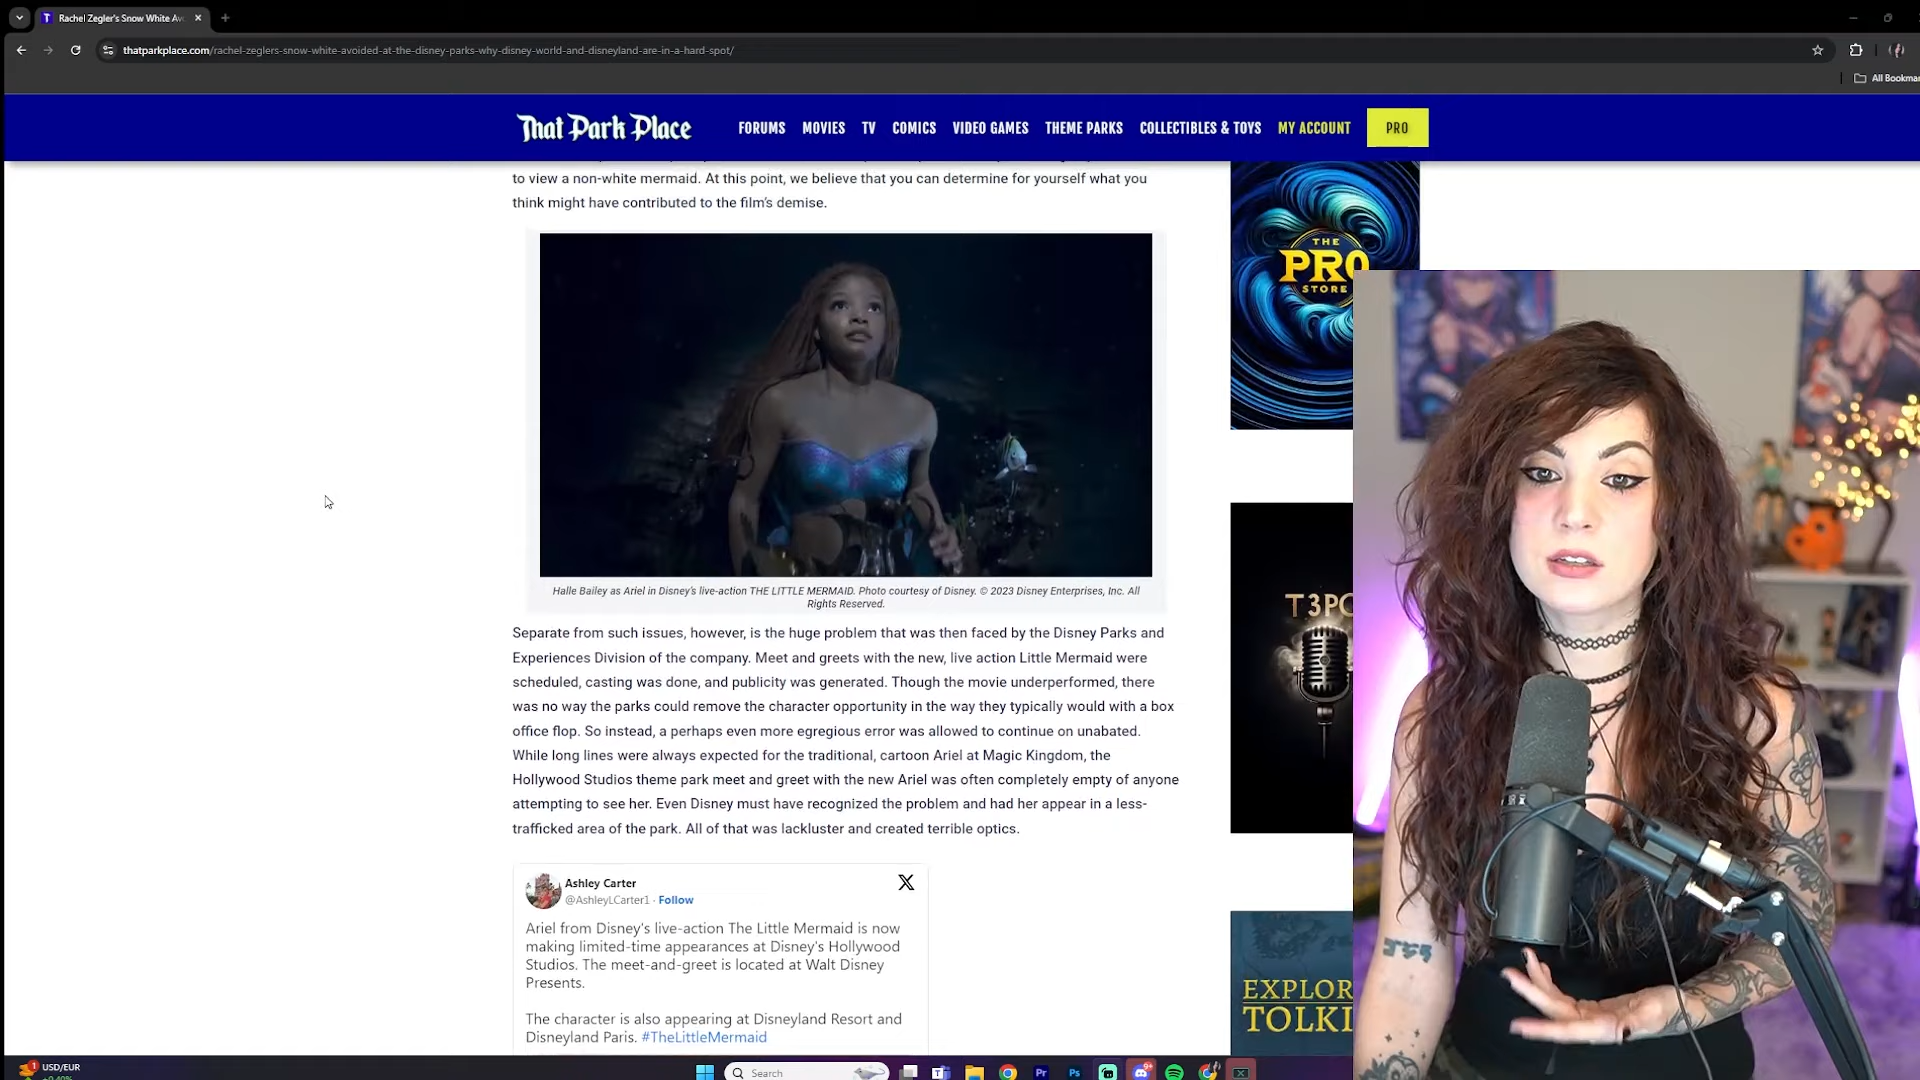 Rachel Zegler's Snow White Avo
thatparkplace.com/rachel-zeglers-snow-white-avoided-at-the-disney-parks-why-disney-world-and-disneyland-are-in-a-hard-spot/
All Bookmar
That Park Place
FORUMS MOVIES TV COMICS VIDEO GAMES THEME PARKS COLLECTIBLES & TOYS MY ACCOUNT PRO
to view a non-white mermaid. At this point, we believe that you can determine for yourself what you
think might have contributed to the film's demise.
THE
PRO
STORE
Halle Bailey as Ariel in Disney's live-action THE LITTLE MERMAID. Photo courtesy of Disney. © 2023 Disney Enterprises, Inc. All
Rights Reserved.
T3PO
Separate from such issues, however, is the huge problem that was then faced by the Disney Parks and
Experiences Division of the company. Meet and greets with the new, live action Little Mermaid were
scheduled, casting was done, and publicity was generated. Though the movie underperformed, there
was no way the parks could remove the character opportunity in the way they typically would with a box
office flop. So instead, a perhaps even more egregious error was allowed to continue on unabated.
While long lines were always expected for the traditional, cartoon Ariel at Magic Kingdom, the
Hollywood Studios theme park meet and greet with the new Ariel was often completely empty of anyone
attempting to see her. Even Disney must have recognized the problem and had her appear in a less-
trafficked area of the park. All of that was lackluster and created terrible optics.
Ashley Carter
@AshleyLCarter1 · Follow
Ariel from Disney's live-action The Little Mermaid is now
making limited-time appearances at Disney's Hollywood
Studios. The meet-and-greet is located at Walt Disney
Presents.
The character is also appearing at Disneyland Resort and
Disneyland Paris. #TheLittleMermaid
EXPLOR
TOLKI
USD/EUR
+0.40%
Search